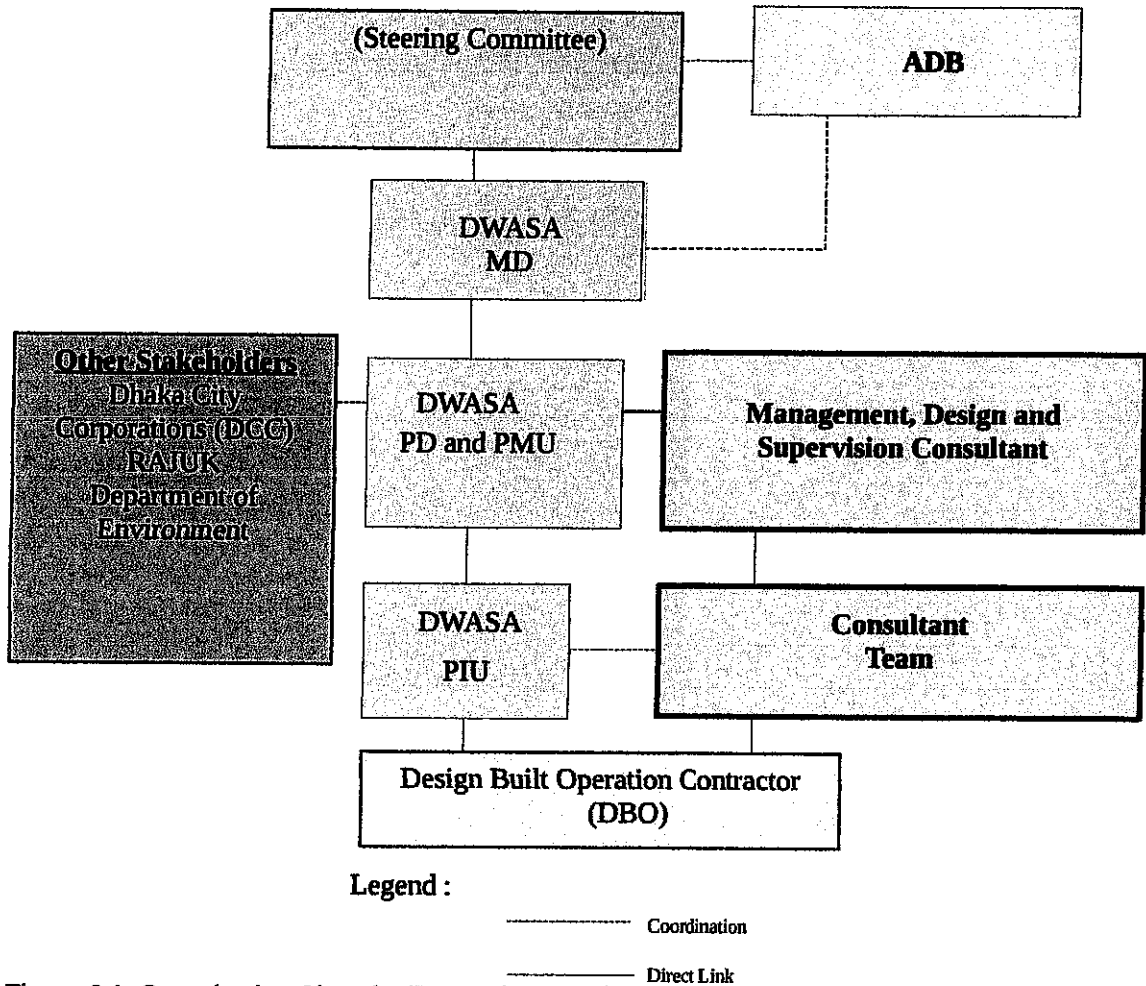 (Steering Committee)
ADB
DWASA
MD
Other Stakeholders
Dhaka City
Corporations (DCC)
RAJUK
Department of
Environment
DWASA
PD and PMU
Management, Design and
Supervision Consultant
DWASA
PIU
Consultant
Team
Design Built Operation Contractor
(DBO)
Legend :
Coordination
Direct Link